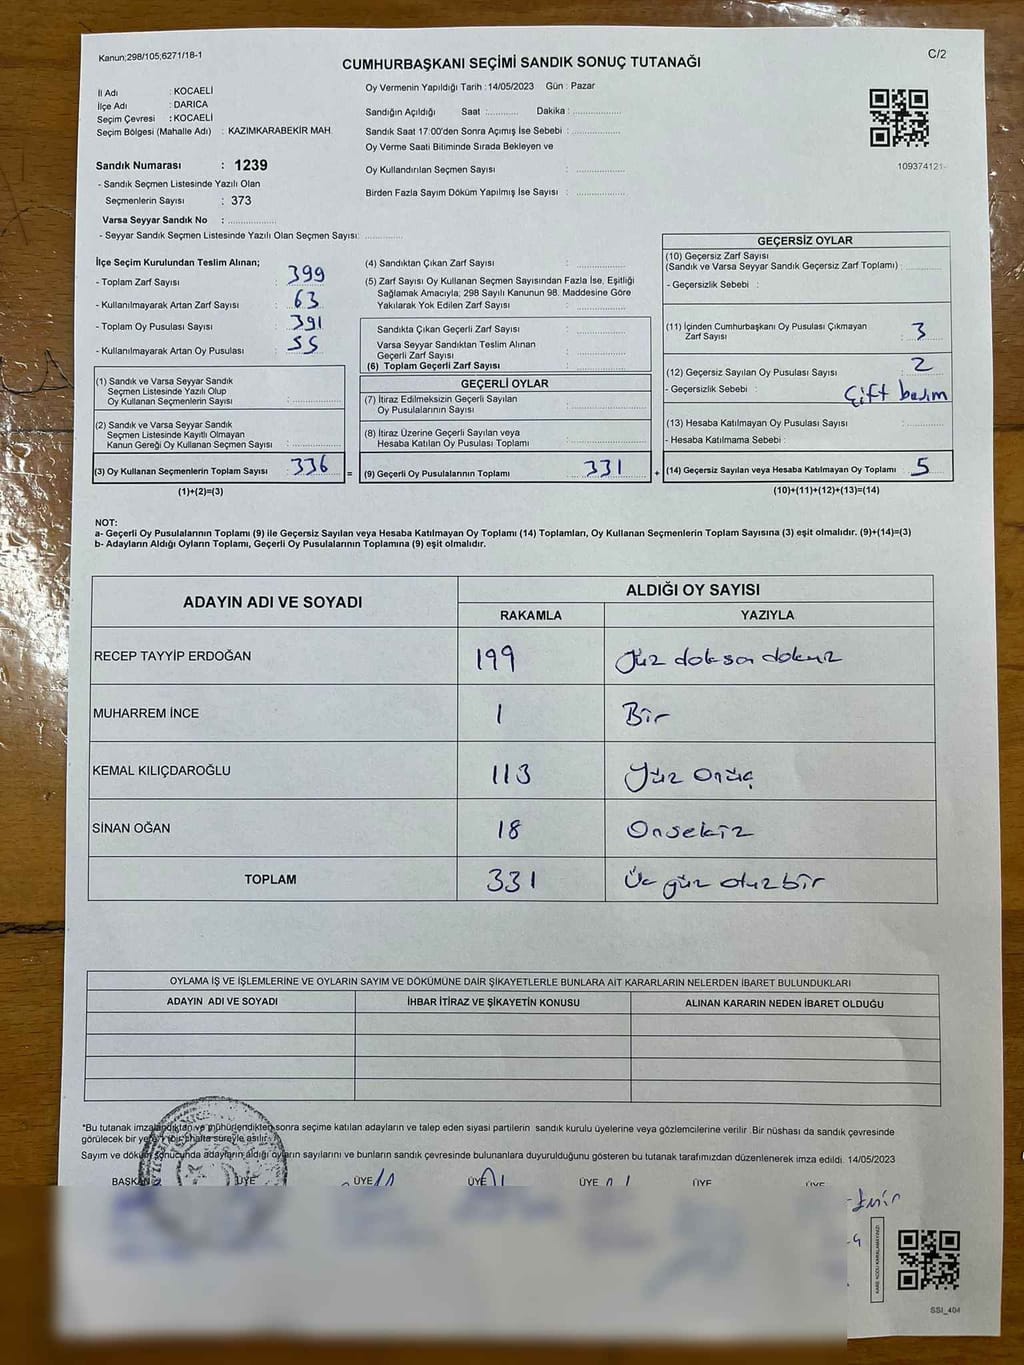 Kanun;298/105;6271/18-1
C/2
CUMHURBAŞKANI SEÇİMİ SANDIK SONUÇ TUTANAĞI
İl Adı : KOCAELİ
İlçe Adı : DARICA
Seçim Çevresi : KOCAELİ
Seçim Bölgesi (Mahalle Adı) : KAZIMKARABEKİR MAH.
Sandık Numarası : 1239
- Sandık Seçmen Listesinde Yazılı Olan
Seçmenlerin Sayısı : 373
Varsa Seyyar Sandık No :
- Seyyar Sandık Seçmen Listesinde Yazılı Olan Seçmen Sayısı:
Oy Vermenin Yapıldığı Tarih :14/05/2023 Gün : Pazar
Sandığın Açıldığı Saat : Dakika :
Sandık Saat 17:00'den Sonra Açımış İse Sebebi :
Oy Verme Saati Bitiminde Sırada Bekleyen ve
Oy Kullandırılan Seçmen Sayısı :
Birden Fazla Sayım Döküm Yapılmış İse Sayısı :
109374121-
İlçe Seçim Kurulundan Teslim Alınan;
- Toplam Zarf Sayısı : 399
- Kullanılmayarak Artan Zarf Sayısı : 63
- Toplam Oy Pusulası Sayısı : 391
- Kullanılmayarak Artan Oy Pusulası : 55
(1) Sandık ve Varsa Seyyar Sandık
Seçmen Listesinde Yazılı Olup
Oy Kullanan Seçmenlerin Sayısı :
(2) Sandık ve Varsa Seyyar Sandık
Seçmen Listesinde Kayıtlı Olmayan
Kanun Gereği Oy Kullanan Seçmen Sayısı :
(3) Oy Kullanan Seçmenlerin Toplam Sayısı 336 =
(1)+(2)=(3)
(4) Sandıktan Çıkan Zarf Sayısı :
(5) Zarf Sayısı Oy Kullanan Seçmen Sayısından Fazla İse, Eşitliği
Sağlamak Amacıyla; 298 Sayılı Kanunun 98. Maddesine Göre
Yakılarak Yok Edilen Zarf Sayısı :
Sandıkta Çıkan Geçerli Zarf Sayısı :
Varsa Seyyar Sandıktan Teslim Alınan
Geçerli Zarf Sayısı :
(6) Toplam Geçerli Zarf Sayısı :
GEÇERLİ OYLAR
(7) İtiraz Edilmeksizin Geçerli Sayılan
Oy Pusulalarının Sayısı :
(8) İtiraz Üzerine Geçerli Sayılan veya
Hesaba Katılan Oy Pusulalarının Toplamı :
(9) Geçerli Oy Pusulalarının Toplamı : 331 +
GEÇERSİZ OYLAR
(10) Geçersiz Zarf Sayısı
(Sandık ve Varsa Seyyar Sandık Geçersiz Zarf Toplamı) :
- Geçersizlik Sebebi :
(11) İçinden Cumhurbaşkanı Oy Pusulası Çıkmayan
Zarf Sayısı : 3
(12) Geçersiz Sayılan Oy Pusulası Sayısı : 2
- Geçersizlik Sebebi : Çift basım
(13) Hesaba Katılmayan Oy Pusulası Sayısı :
- Hesaba Katılmama Sebebi :
(14) Geçersiz Sayılan veya Hesaba Katılmayan Oy Toplamı : 5
(10)+(11)+(12)+(13)=(14)
NOT:
a- Geçerli Oy Pusulalarının Toplamı (9) ile Geçersiz Sayılan veya Hesaba Katılmayan Oy Toplamı (14) Toplamları, Oy Kullanan Seçmenlerin Toplam Sayısına (3) eşit olmalıdır. (9)+(14)=(3)
b- Adayların Aldığı Oyların Toplamı, Geçerli Oy Pusulalarının Toplamına (9) eşit olmalıdır.
ADAYIN ADI VE SOYADI
ALDIĞI OY SAYISI
RAKAMLA YAZIYLA
RECEP TAYYİP ERDOĞAN 199 Yüz doksan dokuz
MUHARREM İNCE 1 Bir
KEMAL KILIÇDAROĞLU 113 Yüz onüç
SİNAN OĞAN 18 Onsekiz
TOPLAM 331 Üç yüz otuz bir
OYLAMA İŞ VE İŞLEMLERİNE VE OYLARIN SAYIM VE DÖKÜMÜNE DAİR ŞİKAYETLERLE BUNLARA AİT KARARLARIN NELERDEN İBARET BULUNDUKLARI
ADAYIN ADI VE SOYADI İHBAR İTİRAZ VE ŞİKAYETİN KONUSU ALINAN KARARIN NEDEN İBARET OLDUĞU
*Bu tutanak imzalandıktan ve mühürlendikten sonra seçime katılan adayların ve talep eden siyasi partilerin sandık kurulu üyelerine veya gözlemcilerine verilir .Bir nüshası da sandık çevresinde
görülecek bir yere 1 bir hafta süreyle asılır.
Sayım ve döküm sonucunda adayların aldığı oyların sayılarını ve bunların sandık çevresinde bulunanlara duyurulduğunu gösteren bu tutanak tarafımızdan düzenlenerek imza edildi. 14/05/2023
BAŞKAN ÜYE ÜYE ÜYE ÜYE ÜYE ÜYE
KARE KODU KARALAMAYINIZ!
SSI_404